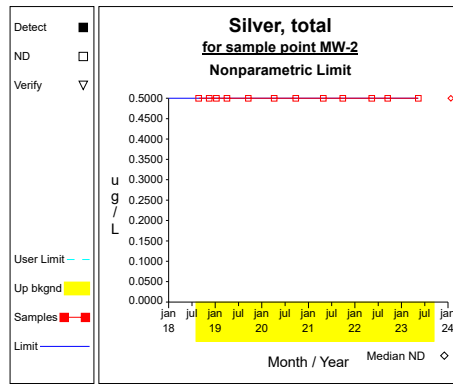 Detect
ND
Verify
User Limit
Up bkgnd
Samples
Limit
Silver, total
for sample point MW-2
Nonparametric Limit
ug/L
0.5000
0.4500
0.4000
0.3500
0.3000
0.2500
0.2000
0.1500
0.1000
0.0500
0.0000
jan jul jan jul jan jul jan jul jan jul jan jul jan
18 19 20 21 22 23 24
Month / Year
Median ND